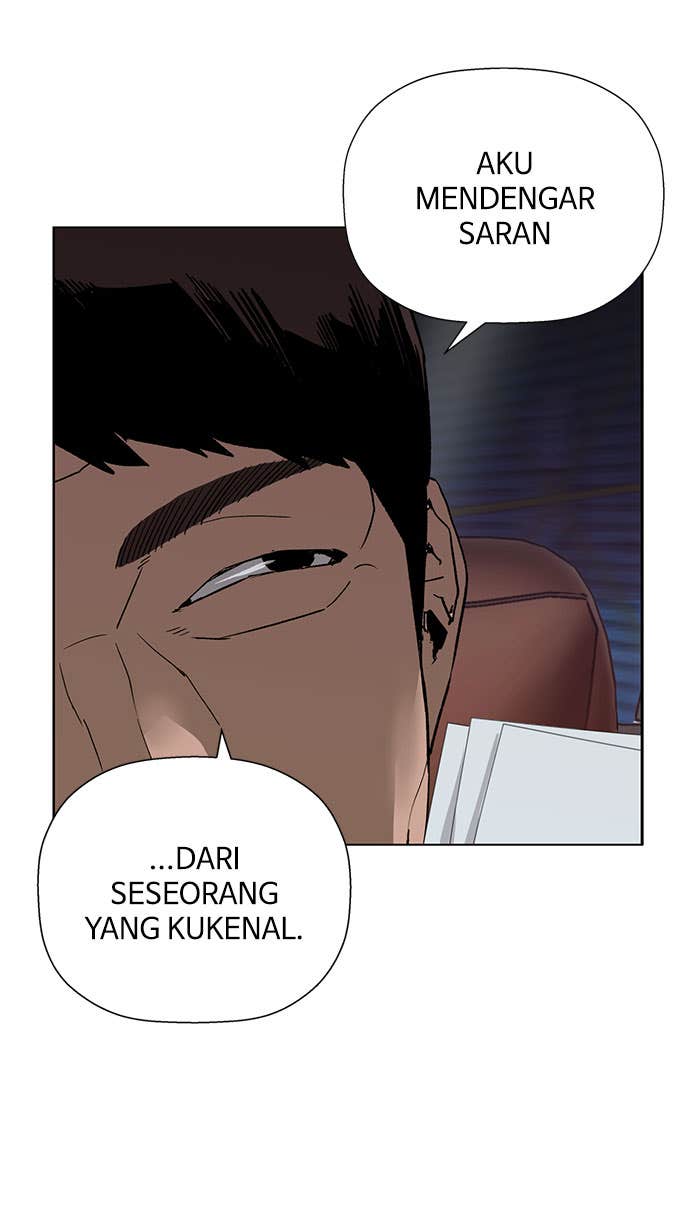 AKU
MENDENGAR
SARAN
...DARI
SESEORANG
YANG KUKENAL.